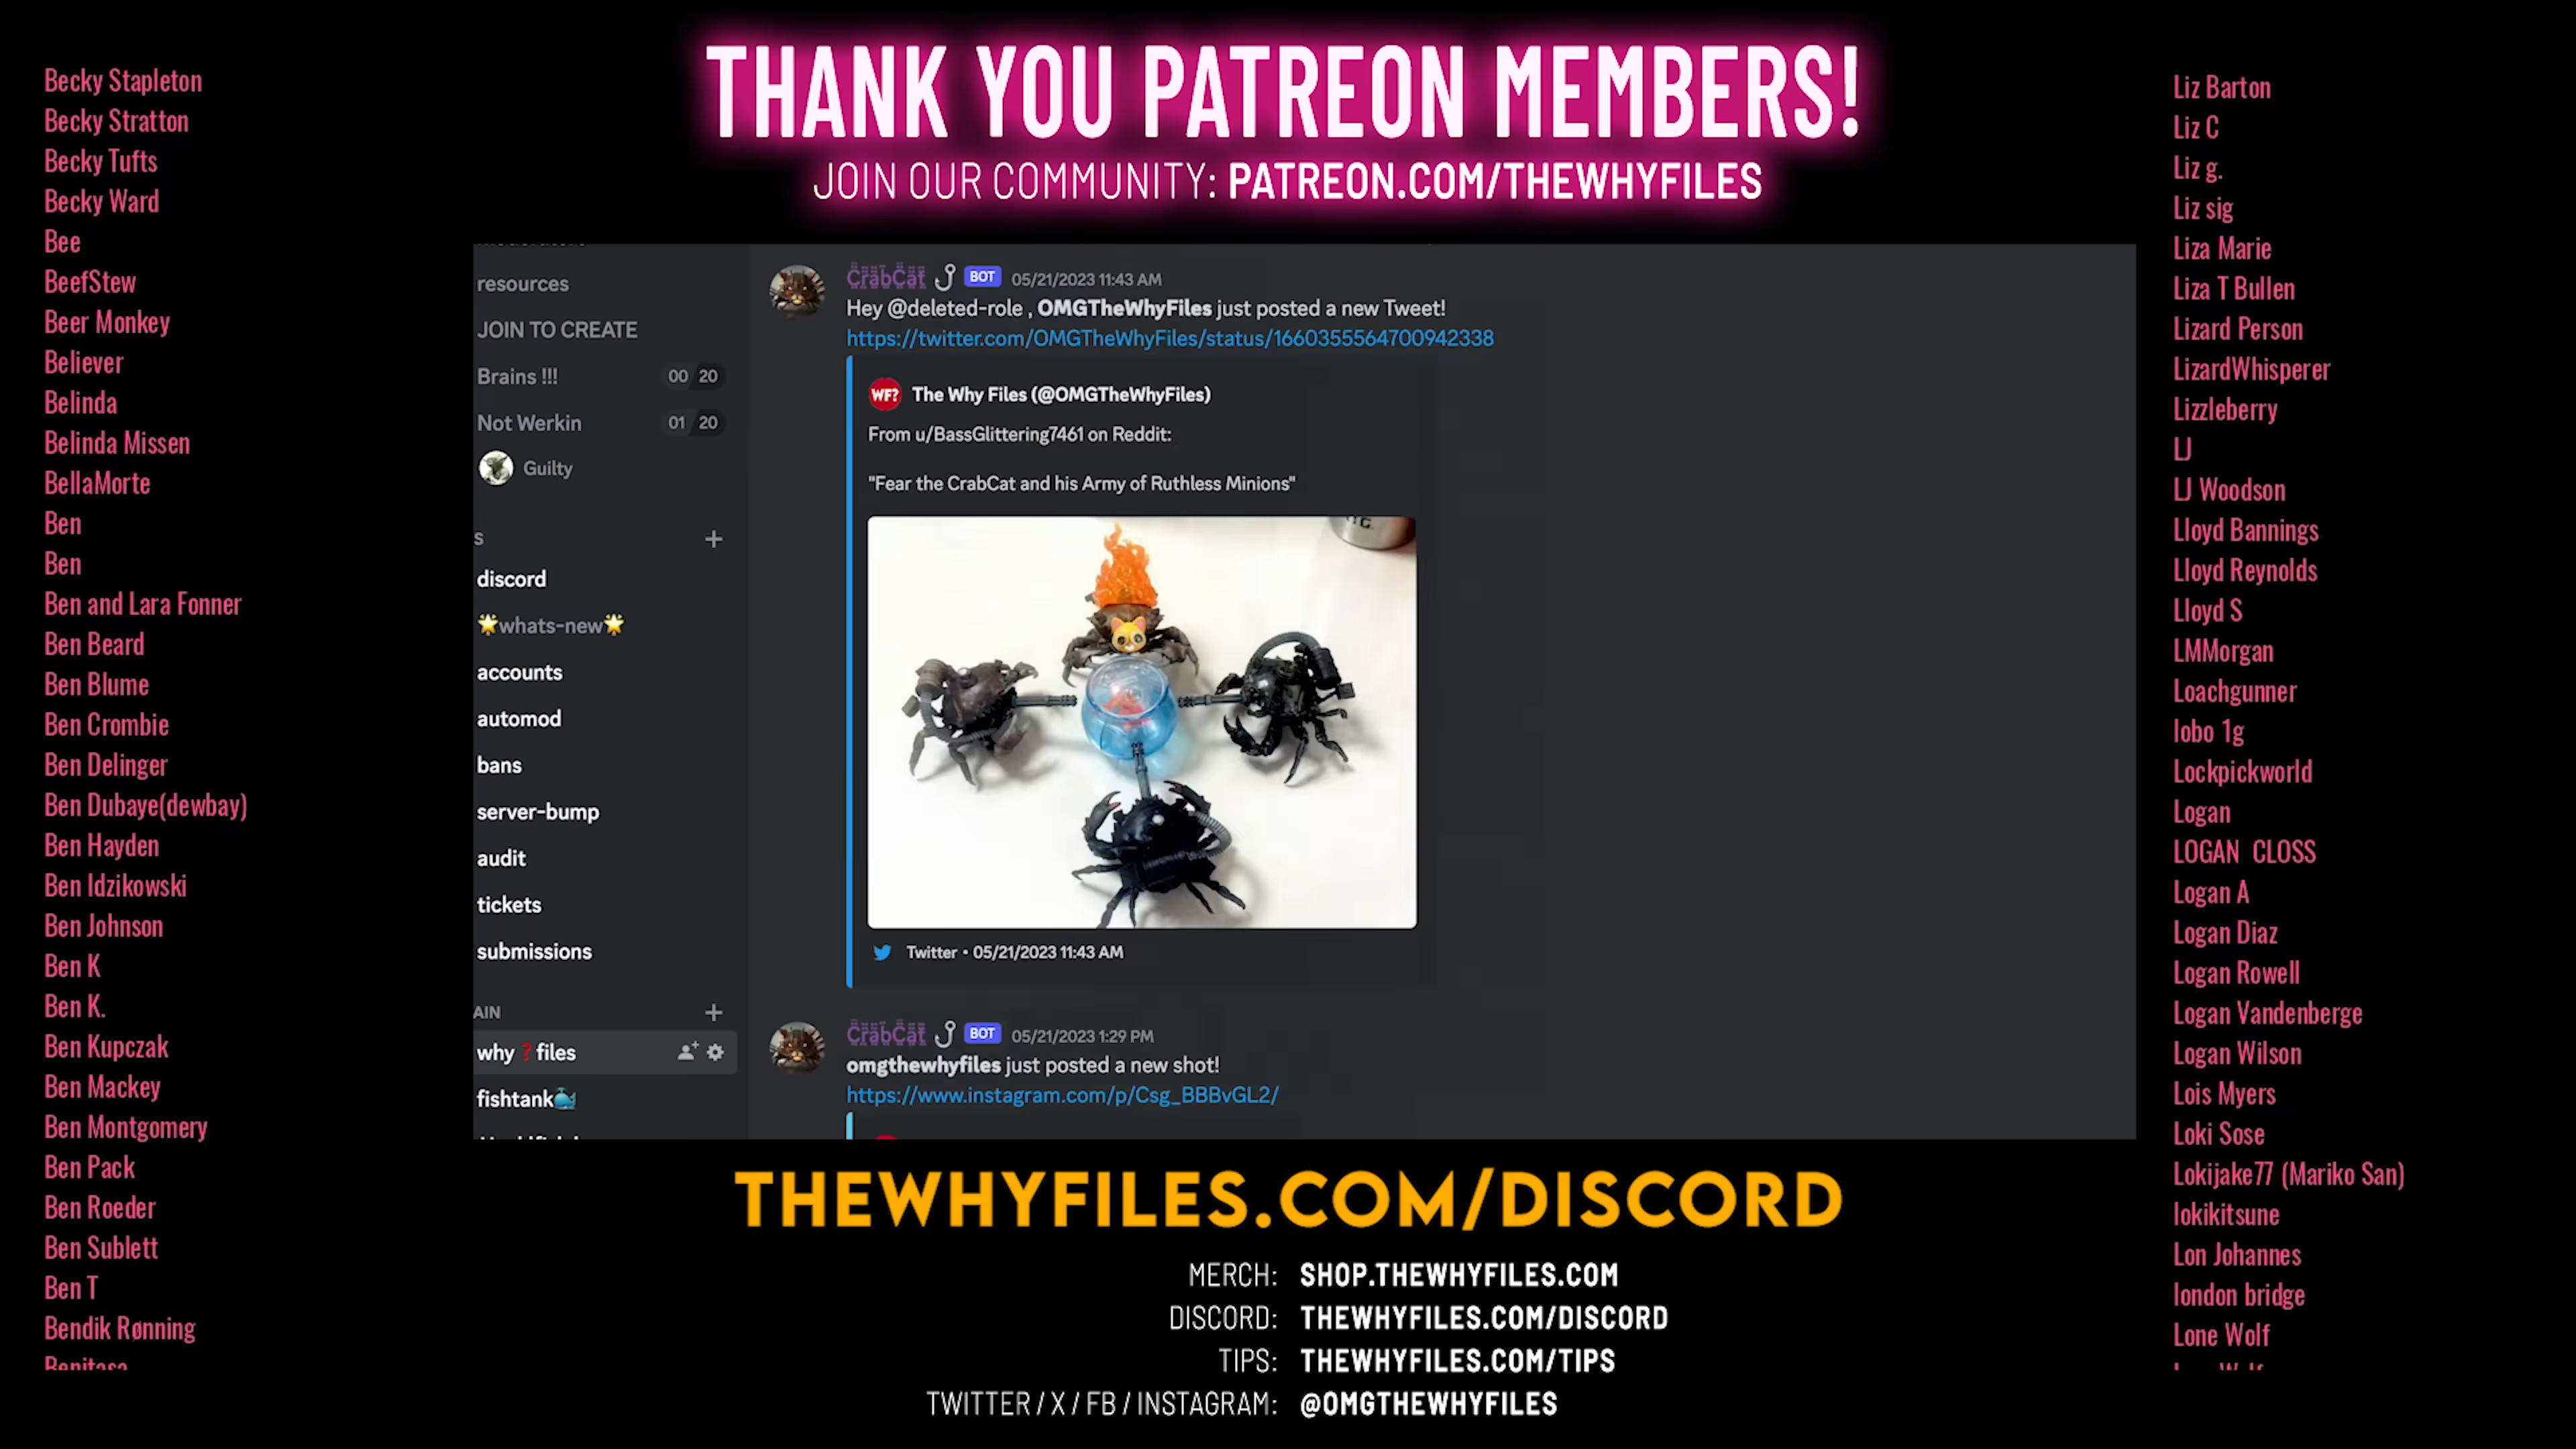 THANK YOU PATREON MEMBERS!
JOIN OUR COMMUNITY: PATREON.COM/THEWHYFILES
Becky Stapleton
Becky Stratton
Becky Tufts
Becky Ward
Bee
BeefStew
Beer Monkey
Believer
Belinda
Belinda Missen
BellaMorte
Ben
Ben
Ben and Lara Fonner
Ben Beard
Ben Blume
Ben Crombie
Ben Delinger
Ben Dubaye(dewbay)
Ben Hayden
Ben Idzikowski
Ben Johnson
Ben K
Ben K.
Ben Kupczak
Ben Mackey
Ben Montgomery
Ben Pack
Ben Roeder
Ben Sublett
Ben T
Bendik Rønning
resources
JOIN TO CREATE
Brains !!! 00 20
Not Werkin 01 20
Guilty
S
discord
🌟whats-new🌟
accounts
automod
bans
server-bump
audit
tickets
submissions
AIN
why ❓ files
fishtank🐳
CrabCat BOT 05/21/2023 11:43 AM
Hey @deleted-role , OMGTheWhyFiles just posted a new Tweet!
https://twitter.com/OMGTheWhyFiles/status/1660355564700942338
WF? The Why Files (@OMGTheWhyFiles)
From u/BassGlittering7461 on Reddit:
"Fear the CrabCat and his Army of Ruthless Minions"
Twitter • 05/21/2023 11:43 AM
CrabCat BOT 05/21/2023 1:29 PM
omgthewhyfiles just posted a new shot!
https://www.instagram.com/p/Csg_BBBvGL2/
Liz Barton
Liz C
Liz g.
Liz sig
Liza Marie
Liza T Bullen
Lizard Person
LizardWhisperer
Lizzleberry
LJ
LJ Woodson
Lloyd Bannings
Lloyd Reynolds
Lloyd S
LMMorgan
Loachgunner
lobo 1g
Lockpickworld
Logan
LOGAN CLOSS
Logan A
Logan Diaz
Logan Rowell
Logan Vandenberge
Logan Wilson
Lois Myers
Loki Sose
Lokijake77 (Mariko San)
lokikitsune
Lon Johannes
london bridge
Lone Wolf
THEWHYFILES.COM/DISCORD
MERCH: SHOP.THEWHYFILES.COM
DISCORD: THEWHYFILES.COM/DISCORD
TIPS: THEWHYFILES.COM/TIPS
TWITTER / X / FB / INSTAGRAM: @OMGTHEWHYFILES